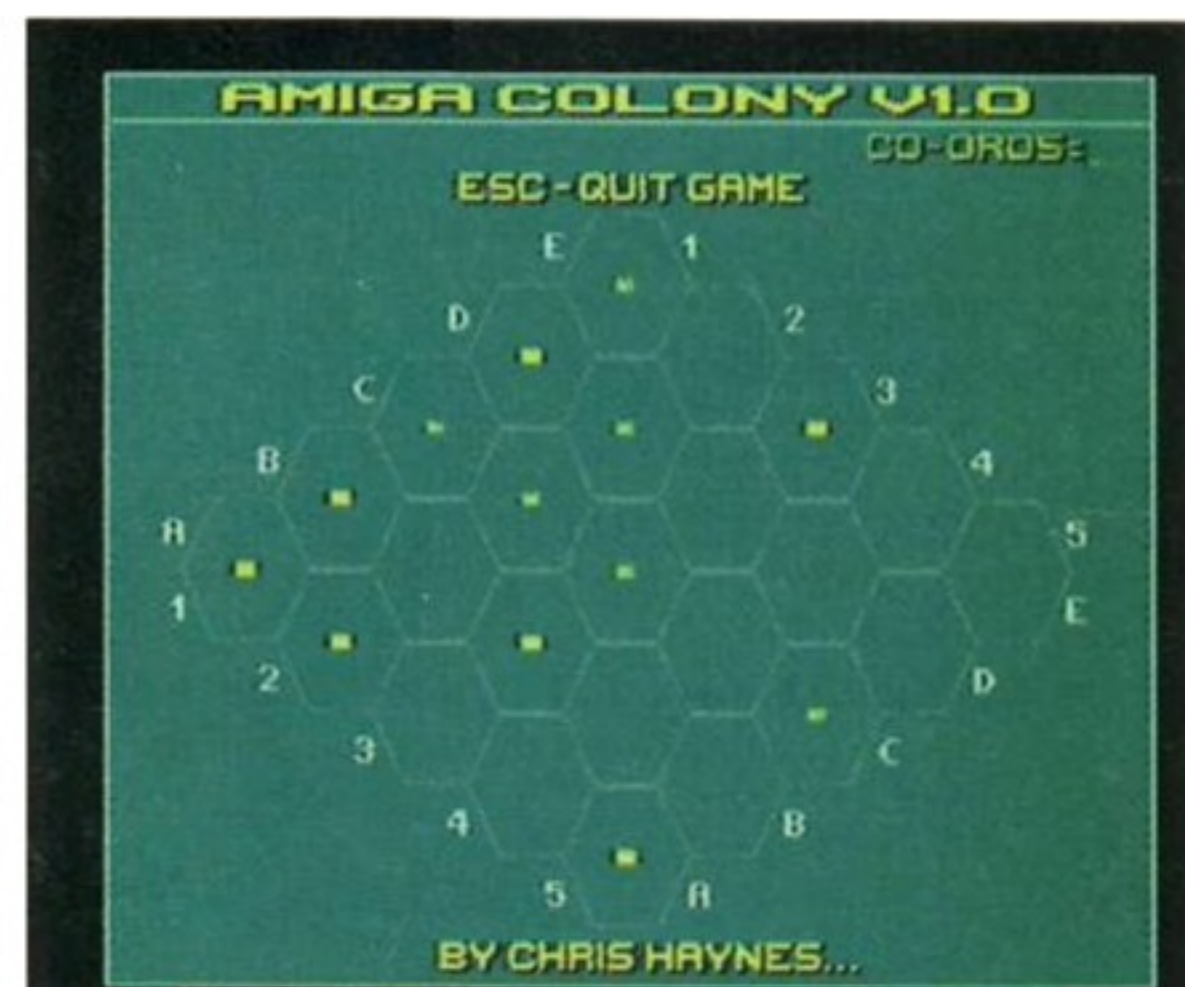 AMIGA COLONY V1.0
CO-ORDS:
ESC-QUIT GAME
E 1
D 2
C 3
B 4
A 5
1 E
2 D
3 C
4 B
5 A
BY CHRIS HAYNES...